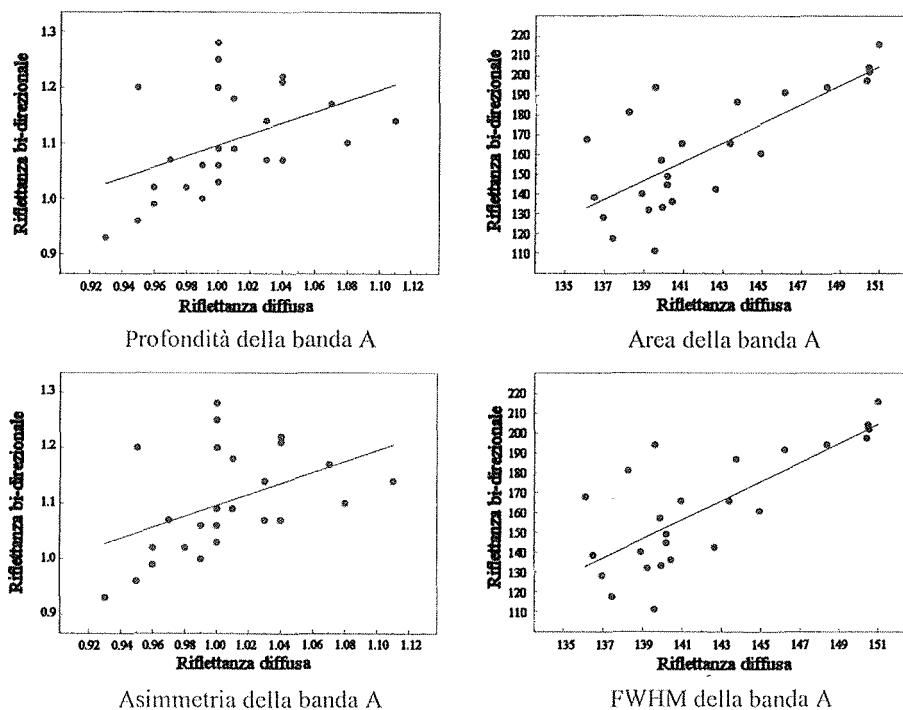 Riflettanza bi-direzionale
1.3
1.2
1.1
1.0
0.9
0.92 0.94 0.96 0.98 1.00 1.02 1.04 1.06 1.08 1.10 1.12
Riflettanza diffusa
Profondità della banda A
Riflettanza bi-direzionale
220
210
200
190
180
170
160
150
140
130
120
110
135 137 139 141 143 145 147 149 151
Riflettanza diffusa
Area della banda A
Riflettanza bi-direzionale
1.3
1.2
1.1
1.0
0.9
0.92 0.94 0.96 0.98 1.00 1.02 1.04 1.06 1.08 1.10 1.12
Riflettanza diffusa
Asimmetria della banda A
Riflettanza bi-direzionale
220
210
200
190
180
170
160
150
140
130
120
110
135 137 139 141 143 145 147 149 151
Riflettanza diffusa
FWHM della banda A